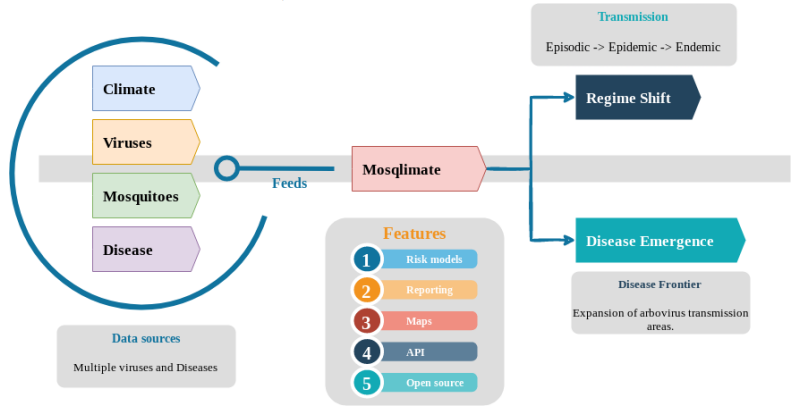 Transmission
Episodic -> Epidemic -> Endemic
Climate
Regime Shift
Viruses
Mosqlimate
Feeds
Mosquitoes
Disease
Features
1 Risk models
2 Reporting
3 Maps
4 API
5 Open source
Disease Emergence
Disease Frontier
Expansion of arbovirus transmission
areas.
Data sources
Multiple viruses and Diseases